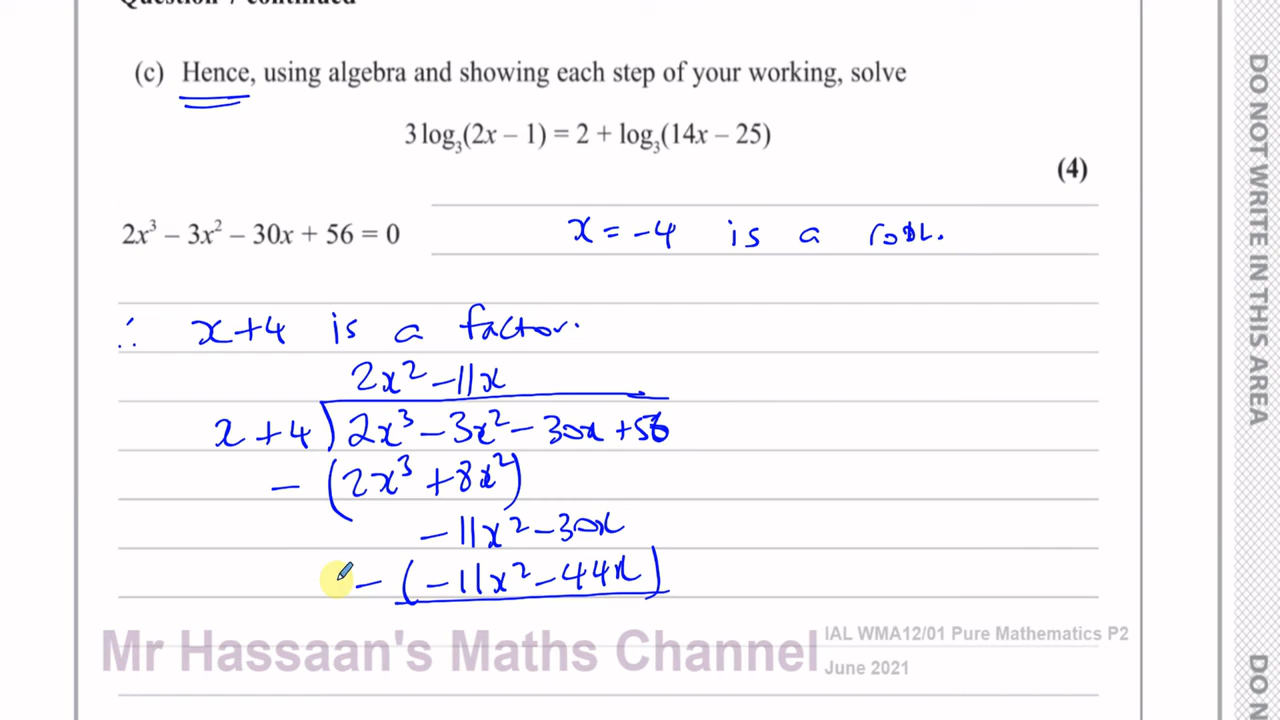 Question 7 continued
(c) Hence, using algebra and showing each step of your working, solve
3 log₃(2x – 1) = 2 + log₃(14x – 25)
(4)
2x³ – 3x² – 30x + 56 = 0
x = -4 is a root.
∴ x+4 is a factor.
2x² -11x
x+4 ) 2x³ -3x² - 30x +56
- (2x³ +8x²)
-11x² -30x
- (-11x² -44x)
Mr Hassaan's Maths Channel
IAL WMA12/01 Pure Mathematics P2
June 2021
DO NOT WRITE IN THIS AREA
DO N